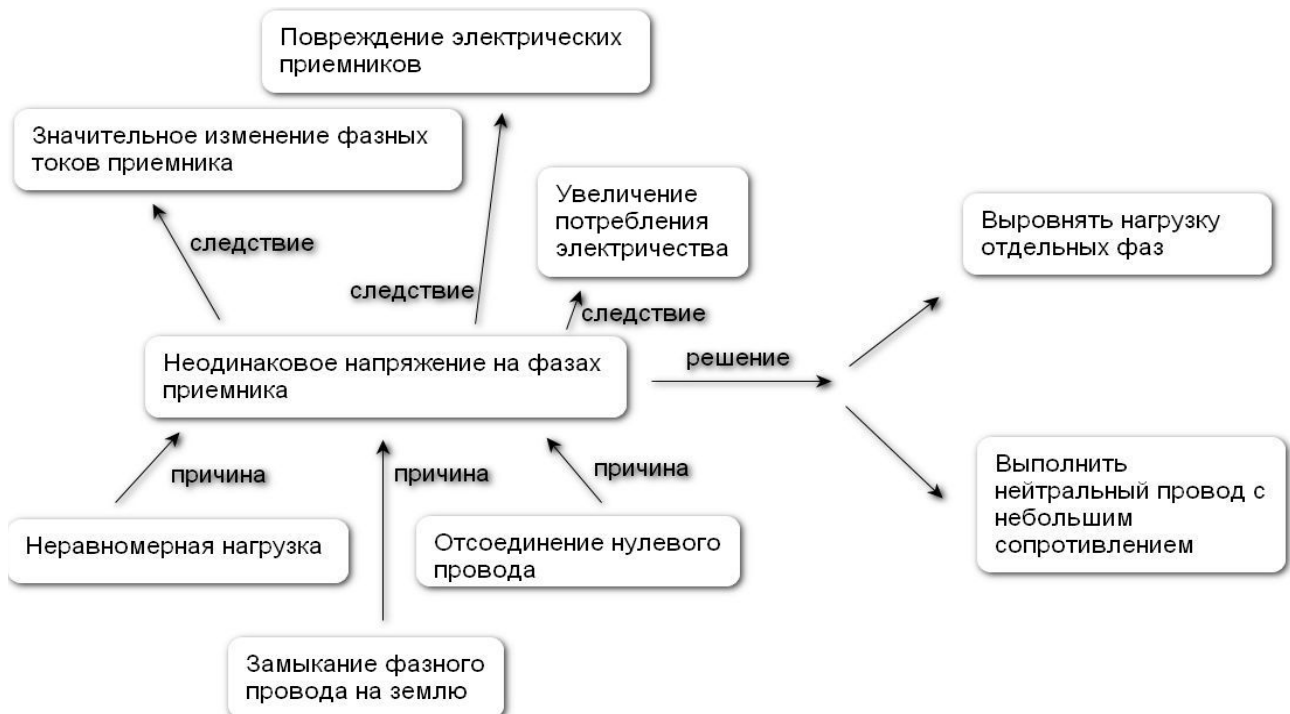 Повреждение электрических
приемников
Значительное изменение фазных
токов приемника
Увеличение
потребления
электричества
Выровнять нагрузку
отдельных фаз
следствие
следствие
следствие
Неодинаковое напряжение на фазах
приемника
решение
причина
причина
причина
Выполнить
нейтральный провод с
небольшим
сопротивлением
Неравномерная нагрузка
Отсоединение нулевого
провода
Замыкание фазного
провода на землю